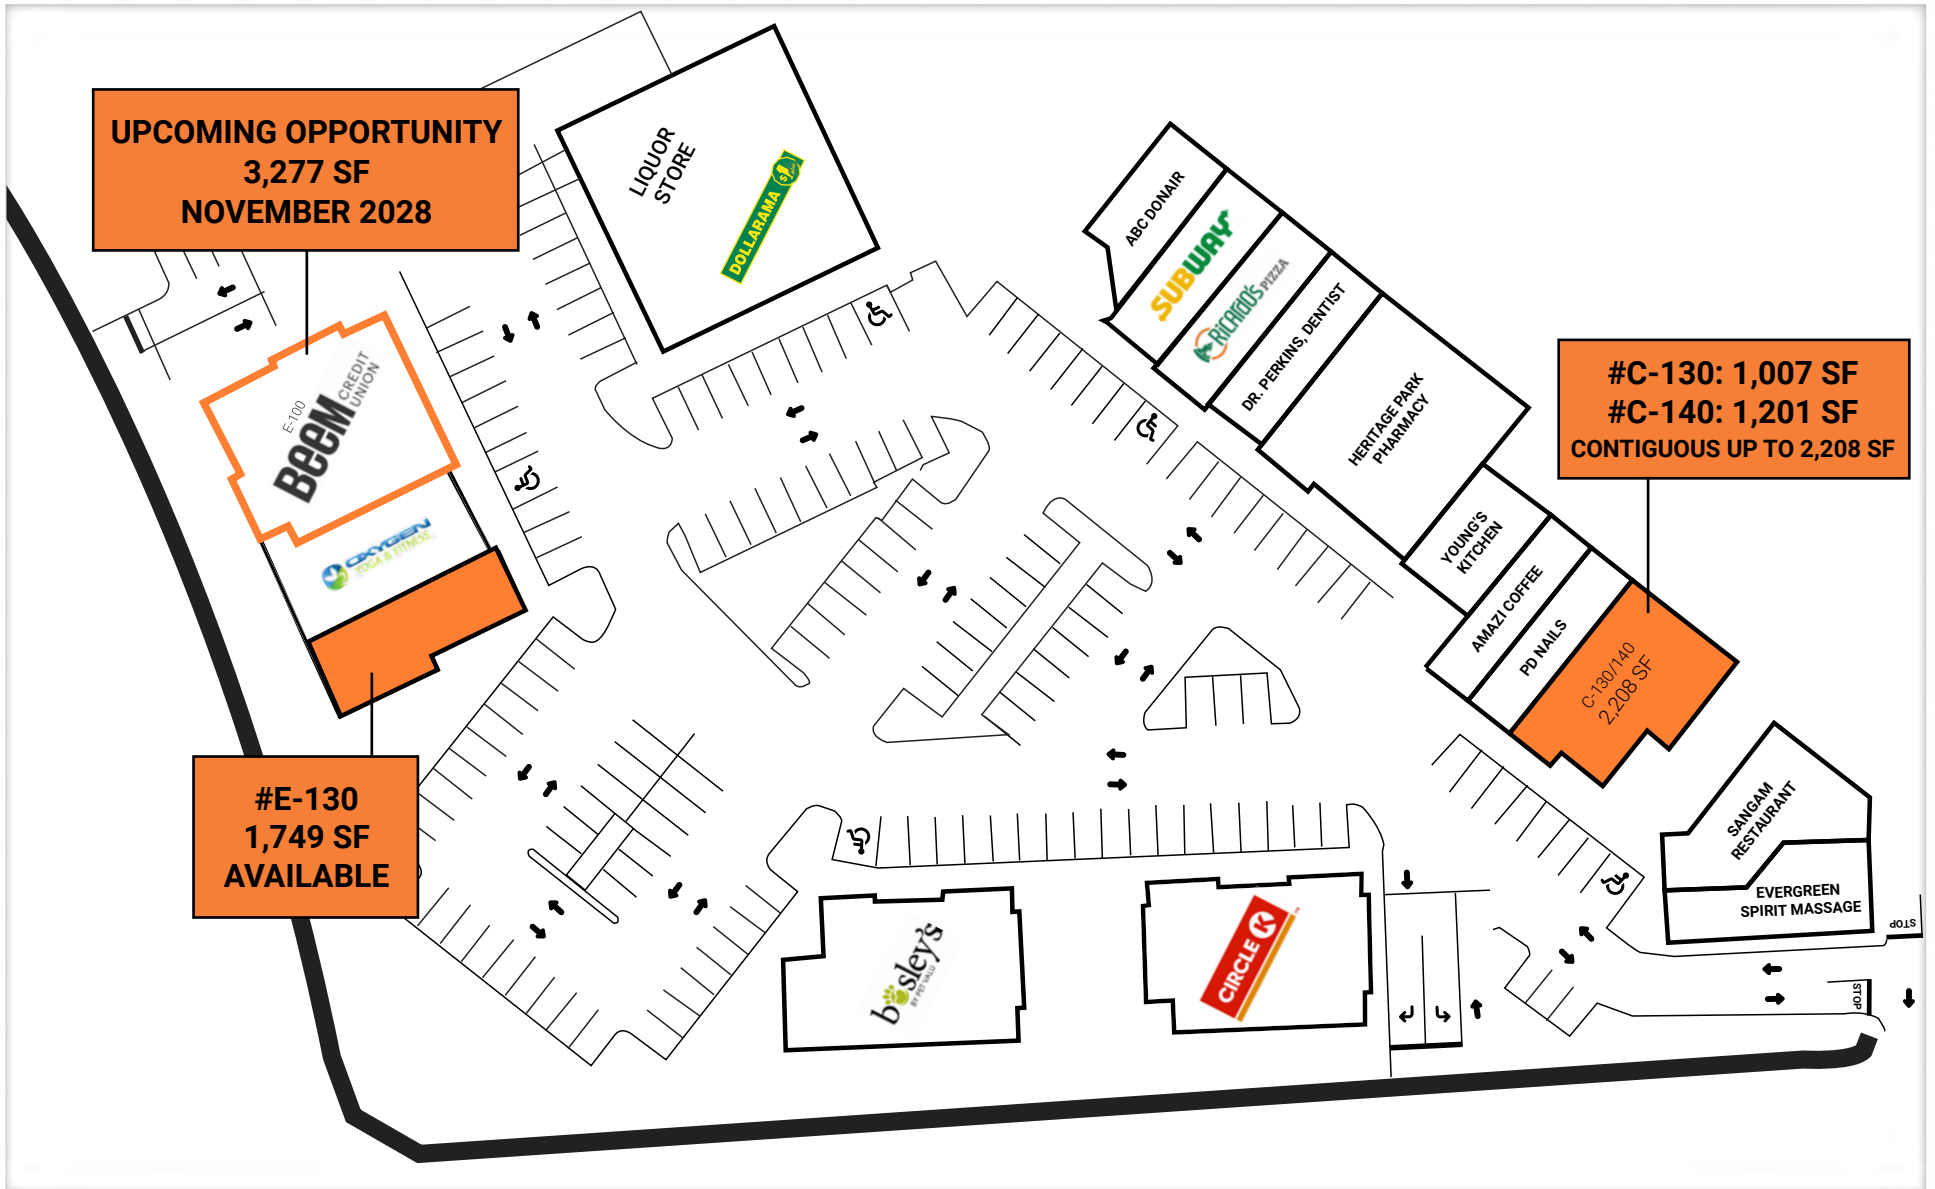 UPCOMING OPPORTUNITY
3,277 SF
NOVEMBER 2028
LIQUOR
STORE
DOLLARAMA
ABC DONAIR
SUBWAY
RICARDO'S PIZZA
DR. PERKINS, DENTIST
HERITAGE PARK
PHARMACY
#C-130: 1,007 SF
#C-140: 1,201 SF
CONTIGUOUS UP TO 2,208 SF
E-100
BeeM CREDIT
UNION
OXYGEN
YOGA & FITNESS
YOUNG'S
KITCHEN
AMAZI COFFEE
PD NAILS
C-130/140
2,208 SF
#E-130
1,749 SF
AVAILABLE
SANGAM
RESTAURANT
EVERGREEN
SPIRIT MASSAGE
STOP
STOP
bosley's
BY PET VALU
CIRCLE K